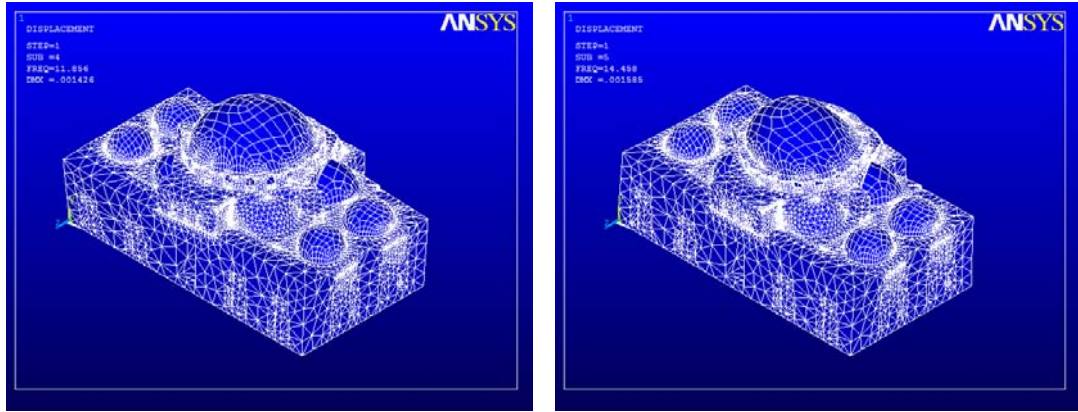 1
DISPLACEMENT
STEP=1
SUB =4
FREQ=11.856
DMX =.001426
ANSYS
1
DISPLACEMENT
STEP=1
SUB =5
FREQ=14.458
DMX =.001585
ANSYS